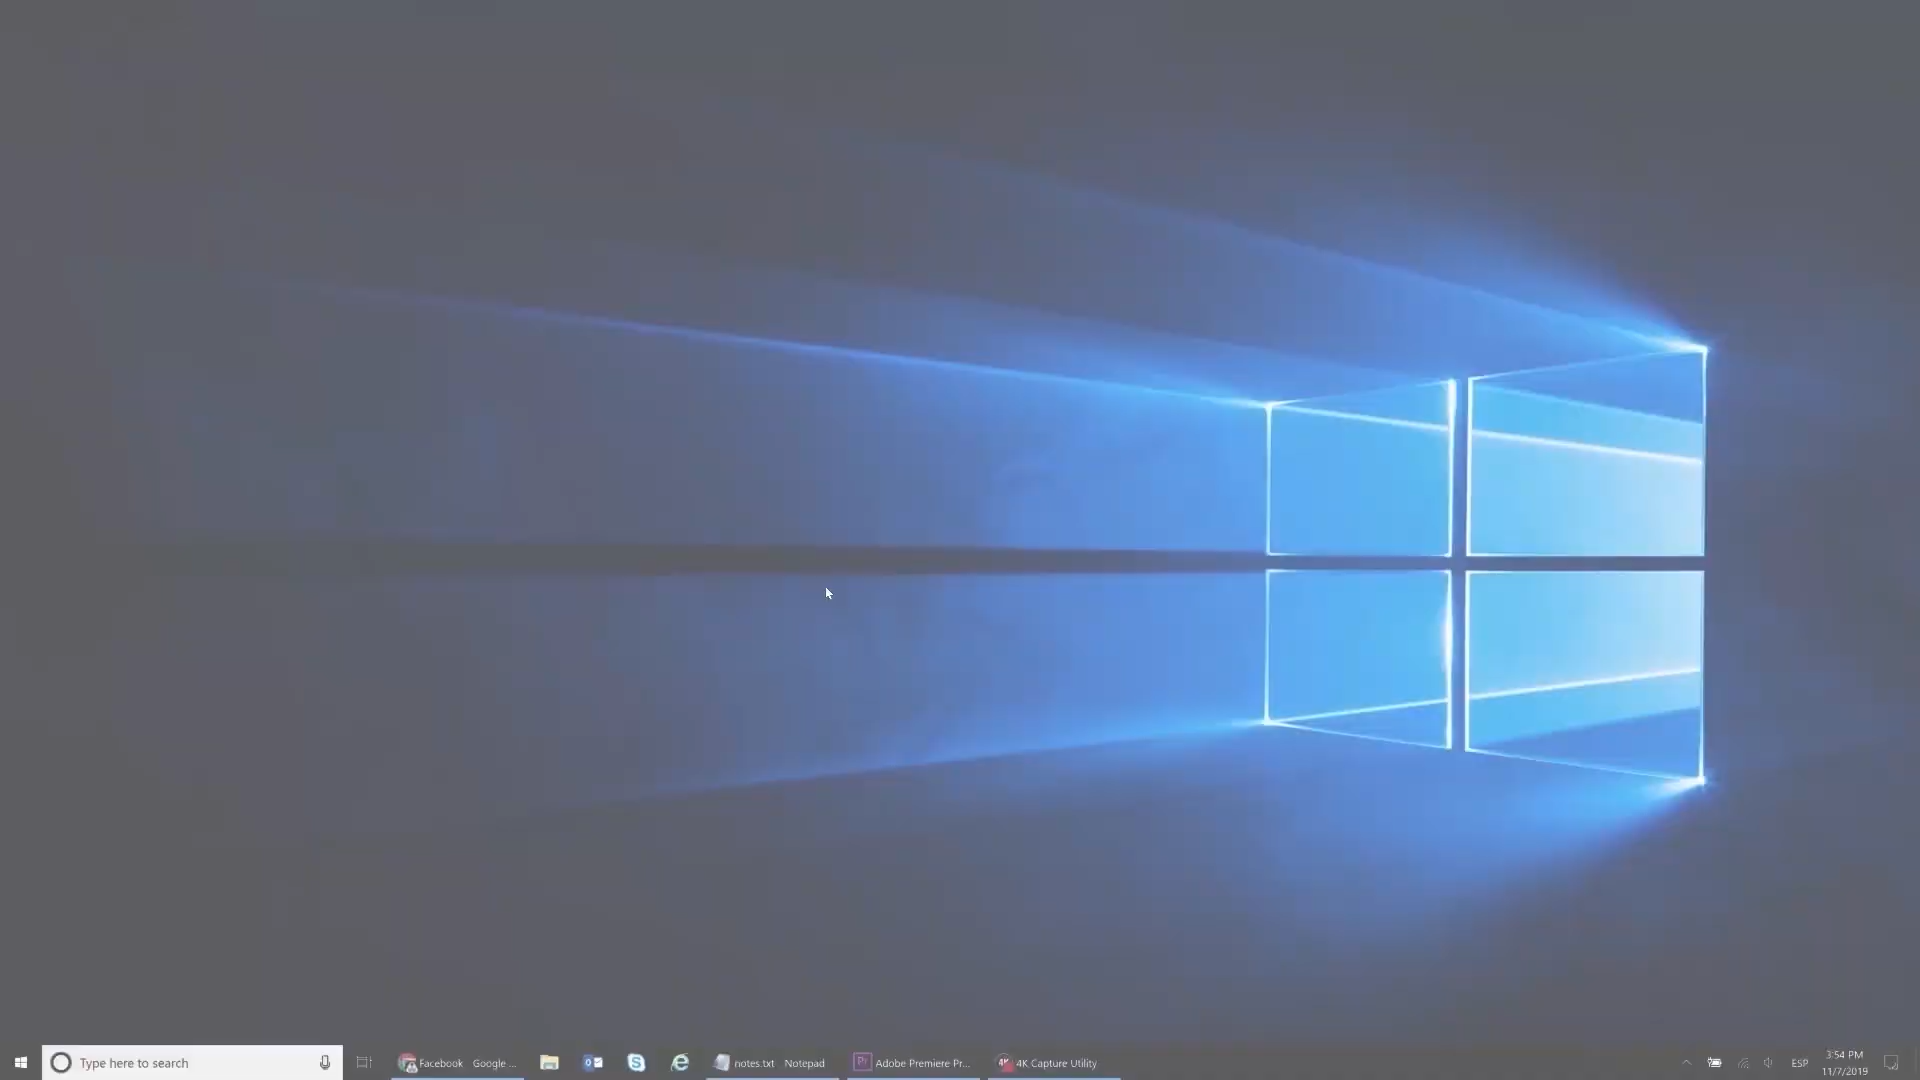 Type here to search
Facebook Google ...
notes.txt Notepad
Adobe Premiere Pr...
4K Capture Utility
ESP
3:54 PM
11/7/2019